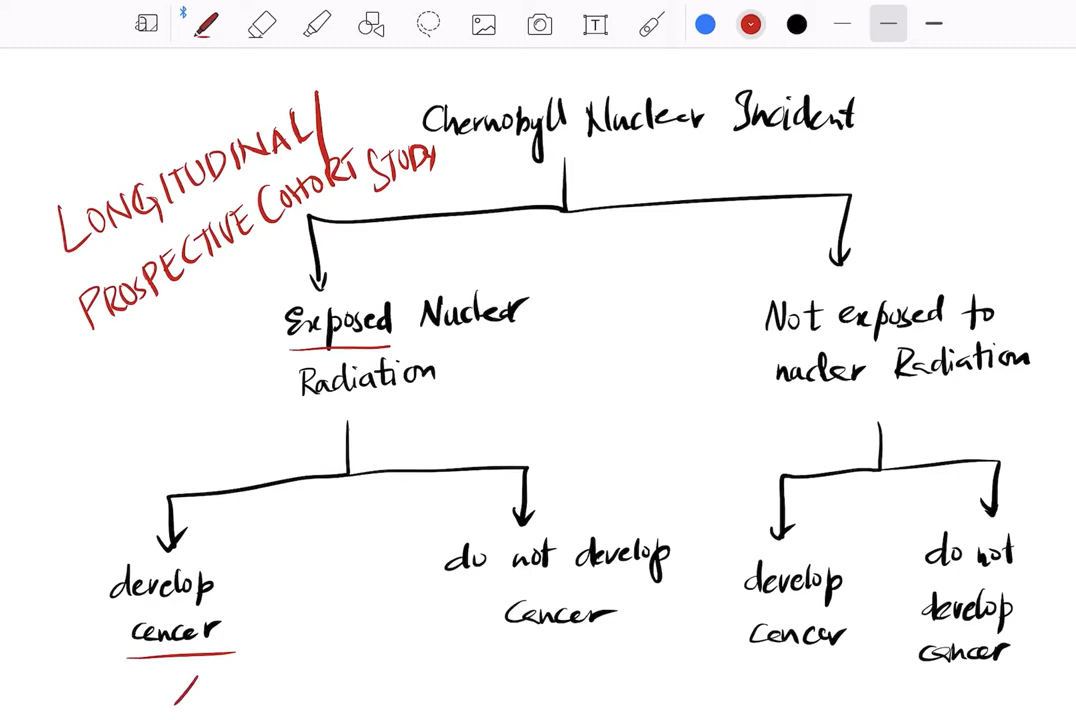 Chernobyll Nuclear Incident
LONGITUDINAL/
PROSPECTIVE COHORT STUDY
Exposed Nuclear
Radiation
Not exposed to
nucler Radiation
develop
cancer
do not develop
cancer
develop
cancer
do not
develop
cancer
T